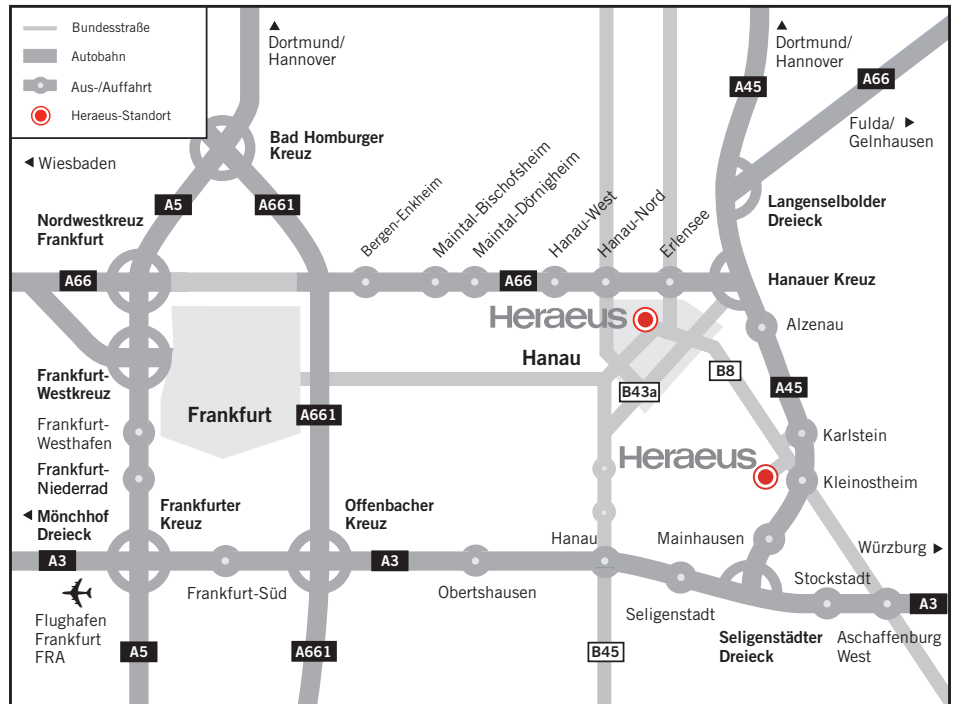 Bundesstraße
Autobahn
Aus-/Auffahrt
Heraeus-Standort
Dortmund/
Hannover
Dortmund/
Hannover
A45
A66
Fulda/
Gelnhausen
Bad Homburger
Kreuz
Wiesbaden
A5
A661
Nordwestkreuz
Frankfurt
Bergen-Enkheim
Maintal-Bischofsheim
Maintal-Dörnigheim
Hanau-West
Hanau-Nord
Erlensee
Langenselbolder
Dreieck
A66
A66
Hanauer Kreuz
Heraeus
Alzenau
Hanau
B8
B43a
A45
Frankfurt-
Westkreuz
Frankfurt
A661
Frankfurt-
Westhafen
Karlstein
Heraeus
Frankfurt-
Niederrad
Kleinostheim
Mönchhof
Dreieck
Frankfurter
Kreuz
Offenbacher
Kreuz
Hanau
Mainhausen
Würzburg
A3
A3
Frankfurt-Süd
Obertshausen
Stockstadt
Seligenstadt
A3
Flughafen
Frankfurt
FRA
A5
A661
B45
Seligenstädter
Dreieck
Aschaffenburg
West